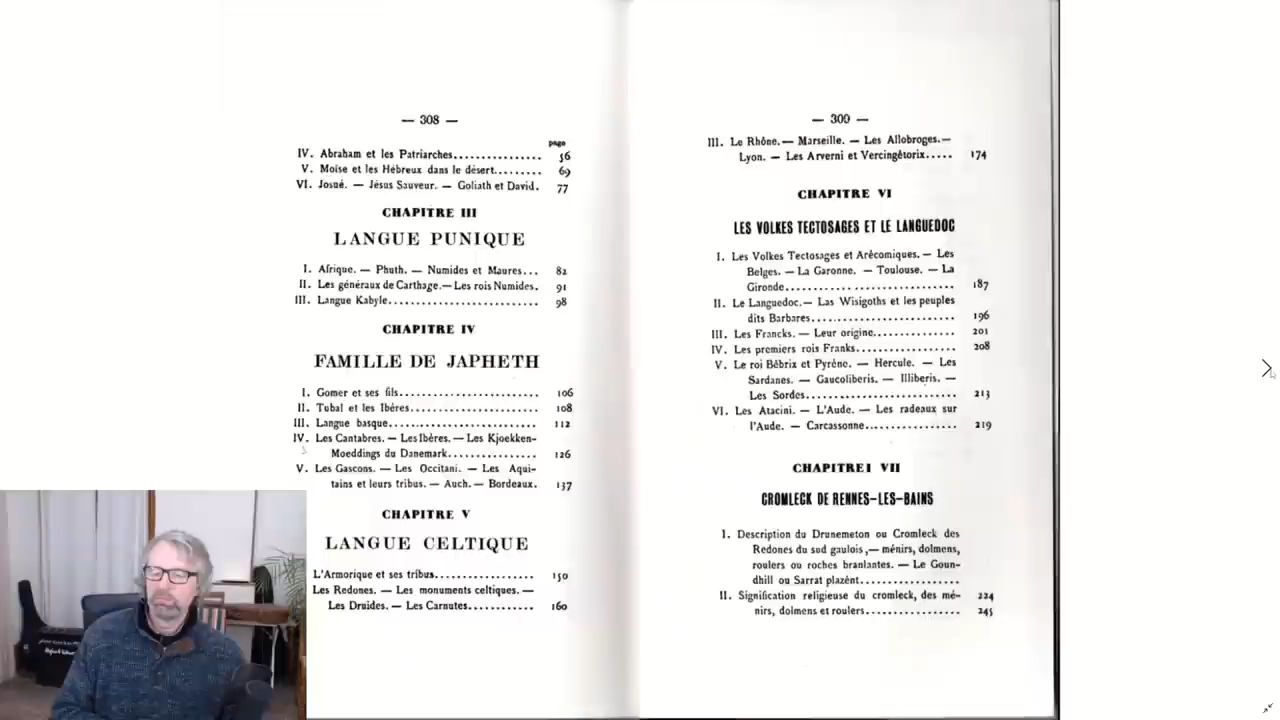 — 308 —
page
IV. Abraham et les Patriarches............... 56
V. Moïse et les Hébreux dans le désert......... 69
VI. Josué. — Jésus Sauveur. — Goliath et David. 77
CHAPITRE III
LANGUE PUNIQUE
I. Afrique. — Phuth. — Numides et Maures... 82
II. Les généraux de Carthage.— Les rois Numides. 91
III. Langue Kabyle......................... 98
CHAPITRE IV
FAMILLE DE JAPHETH
I. Gomer et ses fils....................... 106
II. Tubal et les Ibères..................... 108
III. Langue basque......................... 112
IV. Les Cantabres. — Les Ibères. — Les Kjoekken-
Moeddings du Danemark.............. 126
V. Les Gascons. — Les Occitani. — Les Aqui-
tains et leurs tribus. — Auch. — Bordeaux. 137
CHAPITRE V
LANGUE CELTIQUE
L'Armorique et ses tribus................. 150
Les Redones. — Les monuments celtiques. —
Les Druides. — Les Carnutes........... 160
— 300 —
III. Le Rhône.— Marseille. — Les Allobroges.—
Lyon. — Les Arverni et Vercingétorix..... 174
CHAPITRE VI
LES VOLKES TECTOSAGES ET LE LANGUEDOC
I. Les Volkes Tectosages et Arécomiques. — Les
Belges. — La Garonne. — Toulouse. — La
Gironde............................. 187
II. Le Languedoc.— Las Wisigoths et les peuples
dits Barbares........................ 196
III. Les Francks. — Leur origine.............. 201
IV. Les premiers rois Franks................. 208
V. Le roi Bébrix et Pyrène. — Hercule. — Les
Sardanes. — Gaucoliberis. — Illiberis. —
Les Sordes.......................... 213
VI. Les Atacini. — L'Aude. — Les radeaux sur
l'Aude. — Carcassonne............... 219
CHAPITREI VII
CROMLECK DE RENNES-LES-BAINS
I. Description du Drunemeton ou Cromleck des
Redones du sud gaulois,— ménirs, dolmens,
roulers ou roches branlantes. — Le Goun-
dhill ou Sarrat plazént..................
II. Signification religieuse du cromleck, des mé- 224
nirs, dolmens et roulers................. 245